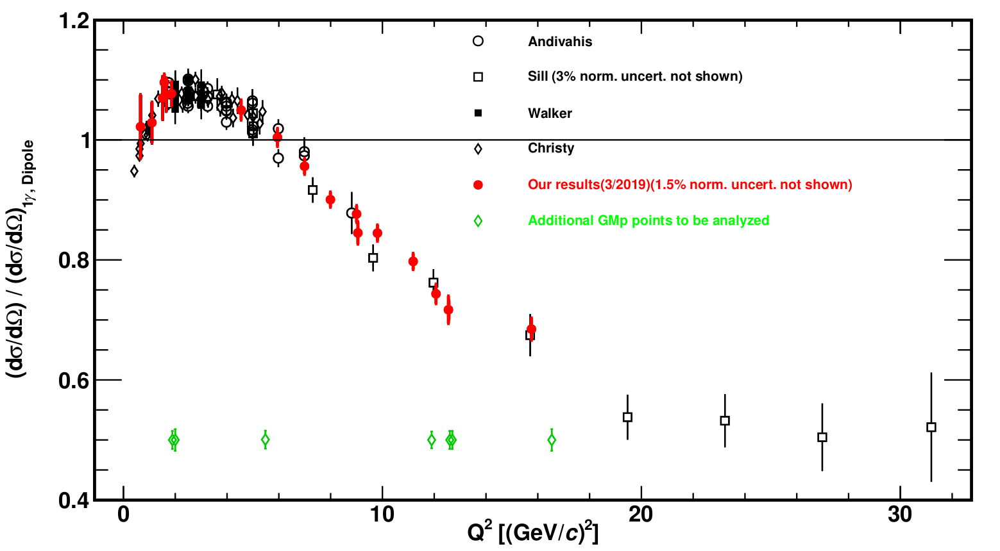 1.2
1
0.8
0.6
0.4
0
10
20
30
(dσ/dΩ) / (dσ/dΩ)1γ, Dipole
Q² [(GeV/c)²]
Andivahis
Sill (3% norm. uncert. not shown)
Walker
Christy
Our results(3/2019)(1.5% norm. uncert. not shown)
Additional GMp points to be analyzed